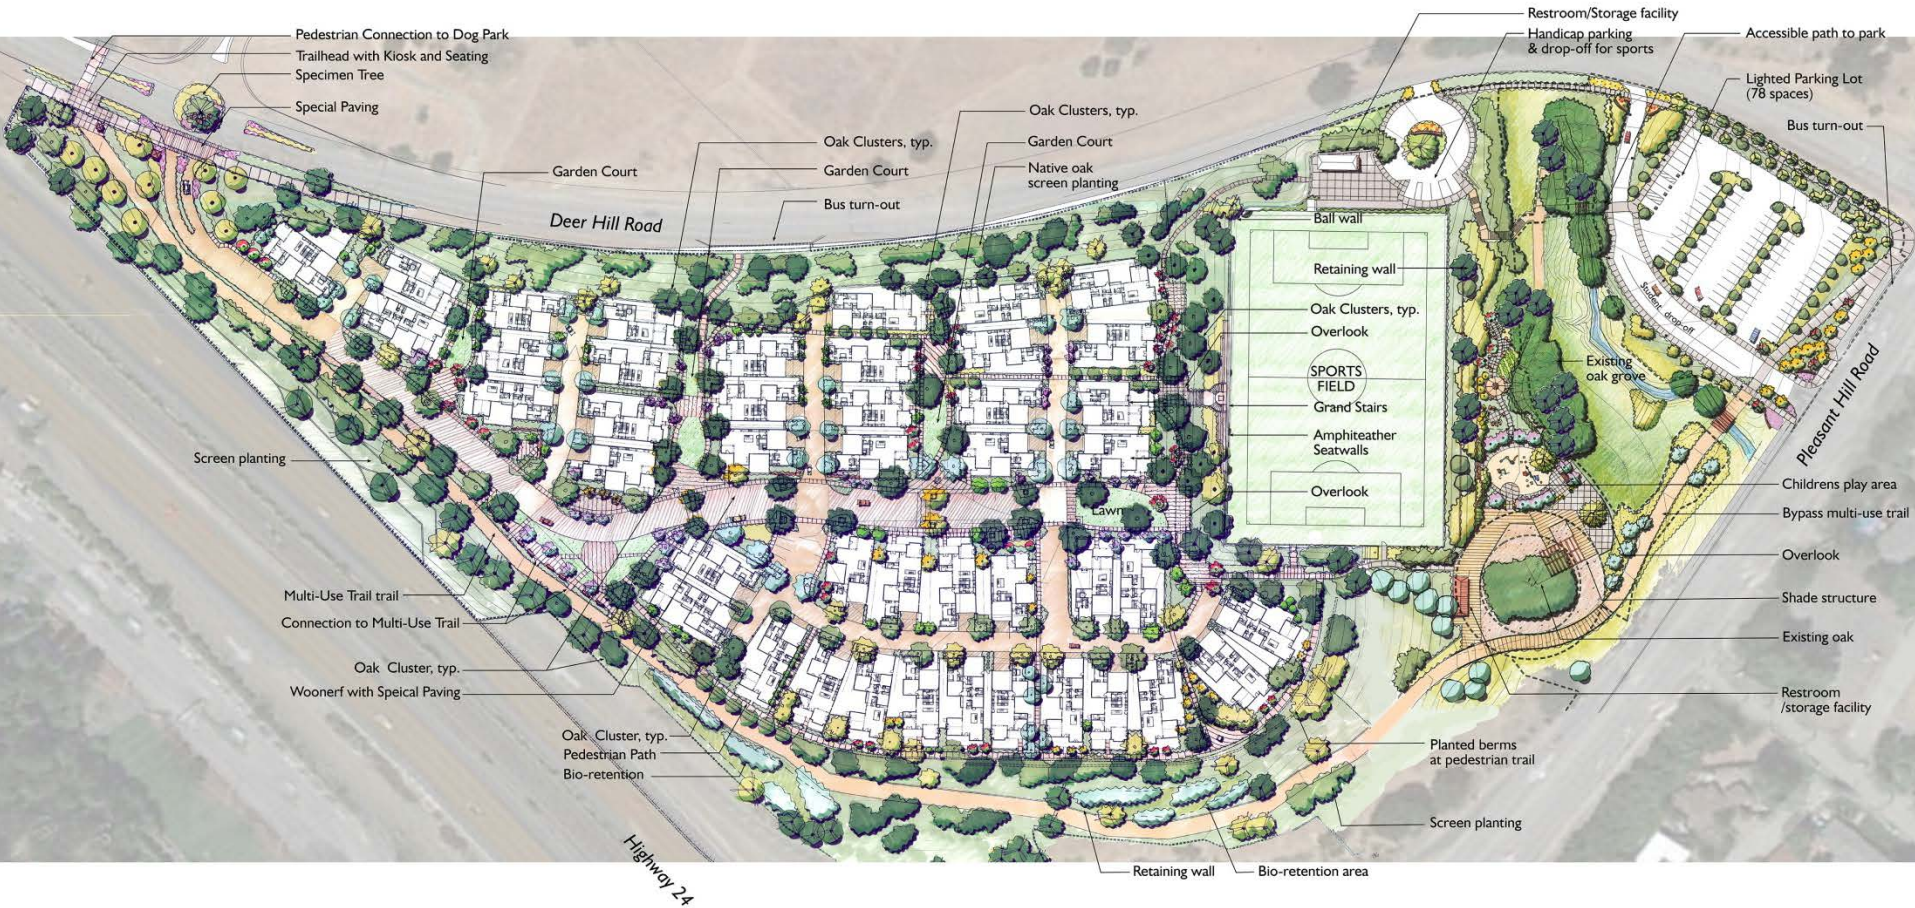 Pedestrian Connection to Dog Park
Trailhead with Kiosk and Seating
Specimen Tree
Special Paving
Garden Court
Deer Hill Road
Oak Clusters, typ.
Garden Court
Bus turn-out
Oak Clusters, typ.
Garden Court
Native oak
screen planting
Restroom/Storage facility
Handicap parking
& drop-off for sports
Accessible path to park
Lighted Parking Lot
(78 spaces)
Bus turn-out
Ball wall
Retaining wall
Oak Clusters, typ.
Overlook
SPORTS
FIELD
Grand Stairs
Amphiteather
Seatwalls
Overlook
Student drop-off
Existing
oak grove
Pleasant Hill Road
Lawn
Screen planting
Multi-Use Trail trail
Connection to Multi-Use Trail
Oak Cluster, typ.
Woonerf with Speical Paving
Oak Cluster, typ.
Pedestrian Path
Bio-retention
Highway 24
Childrens play area
Bypass multi-use trail
Overlook
Shade structure
Existing oak
Restroom
/storage facility
Planted berms
at pedestrian trail
Screen planting
Retaining wall
Bio-retention area